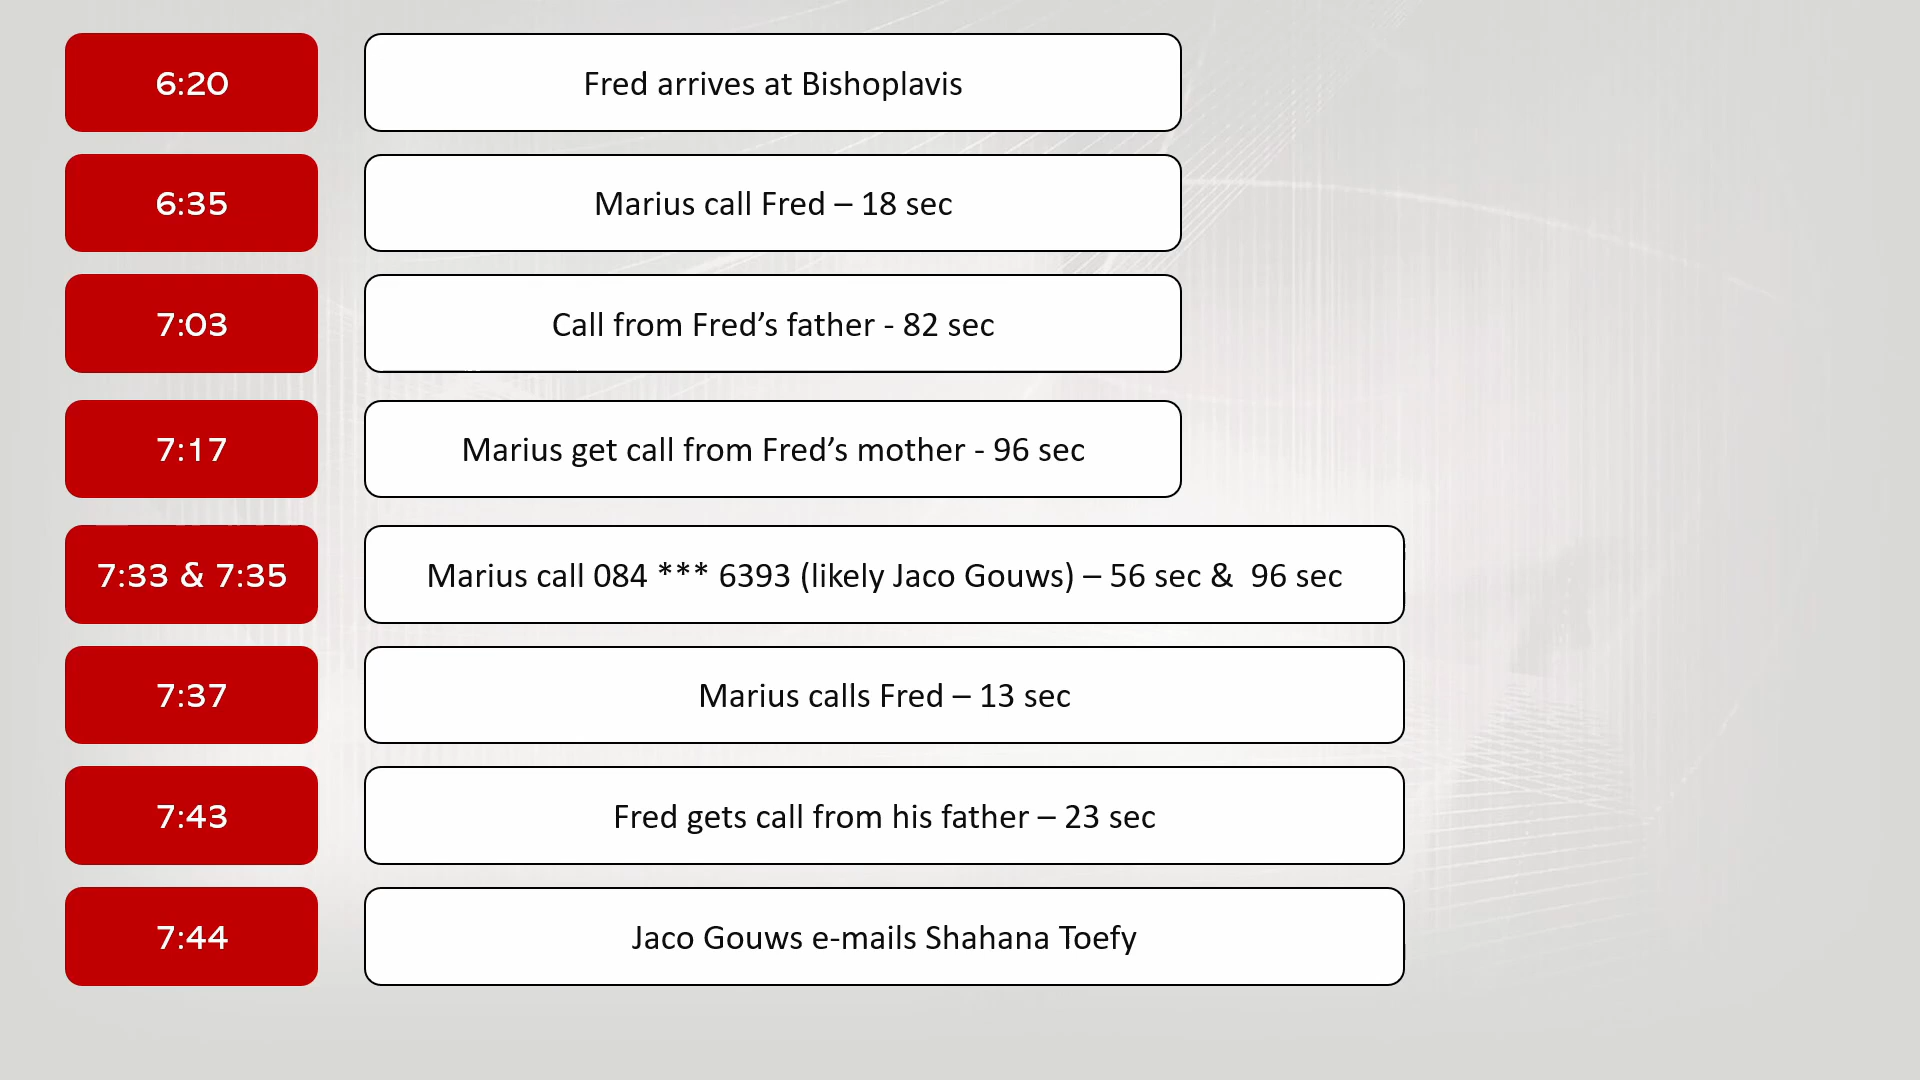 6:20 Fred arrives at Bishoplavis
6:35 Marius call Fred – 18 sec
7:03 Call from Fred’s father - 82 sec
7:17 Marius get call from Fred’s mother - 96 sec
7:33 & 7:35 Marius call 084 *** 6393 (likely Jaco Gouws) – 56 sec &  96 sec
7:37 Marius calls Fred – 13 sec
7:43 Fred gets call from his father – 23 sec
7:44 Jaco Gouws e-mails Shahana Toefy